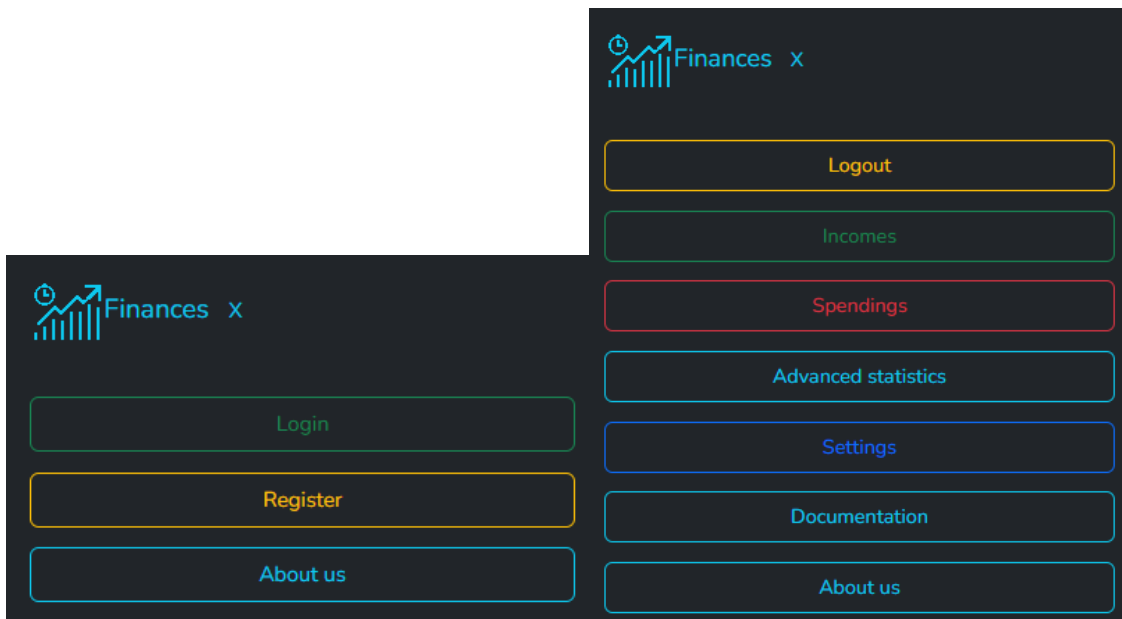 Finances X
Login
Register
About us
Finances X
Logout
Incomes
Spendings
Advanced statistics
Settings
Documentation
About us